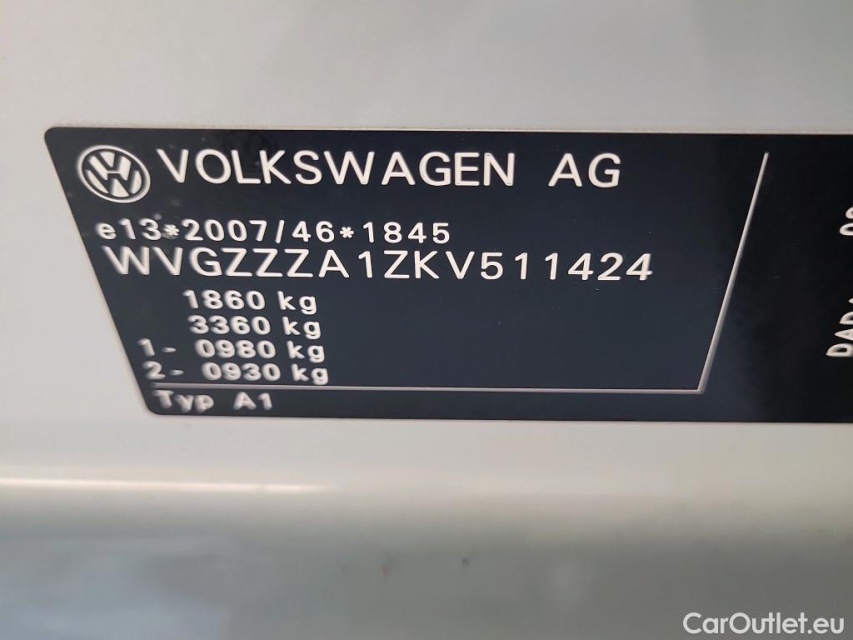 VOLKSWAGEN AG
e13*2007/46*1845
WVGZZZA1ZKV511424
1860 kg
3360 kg
1- 0980 kg
2- 0930 kg
Typ A1
CarOutlet.eu